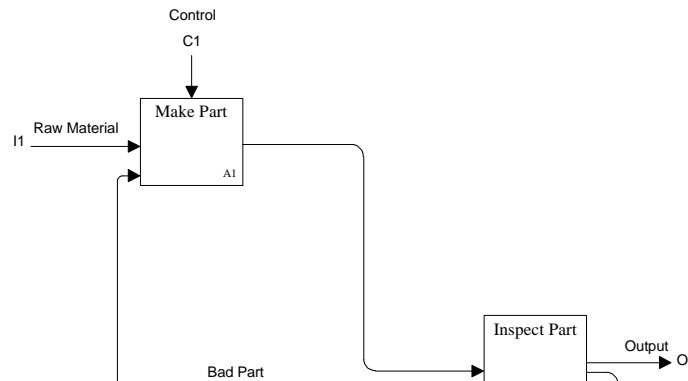 Control
C1
Make Part
Raw Material
I1
A1
Inspect Part
Output
O
Bad Part